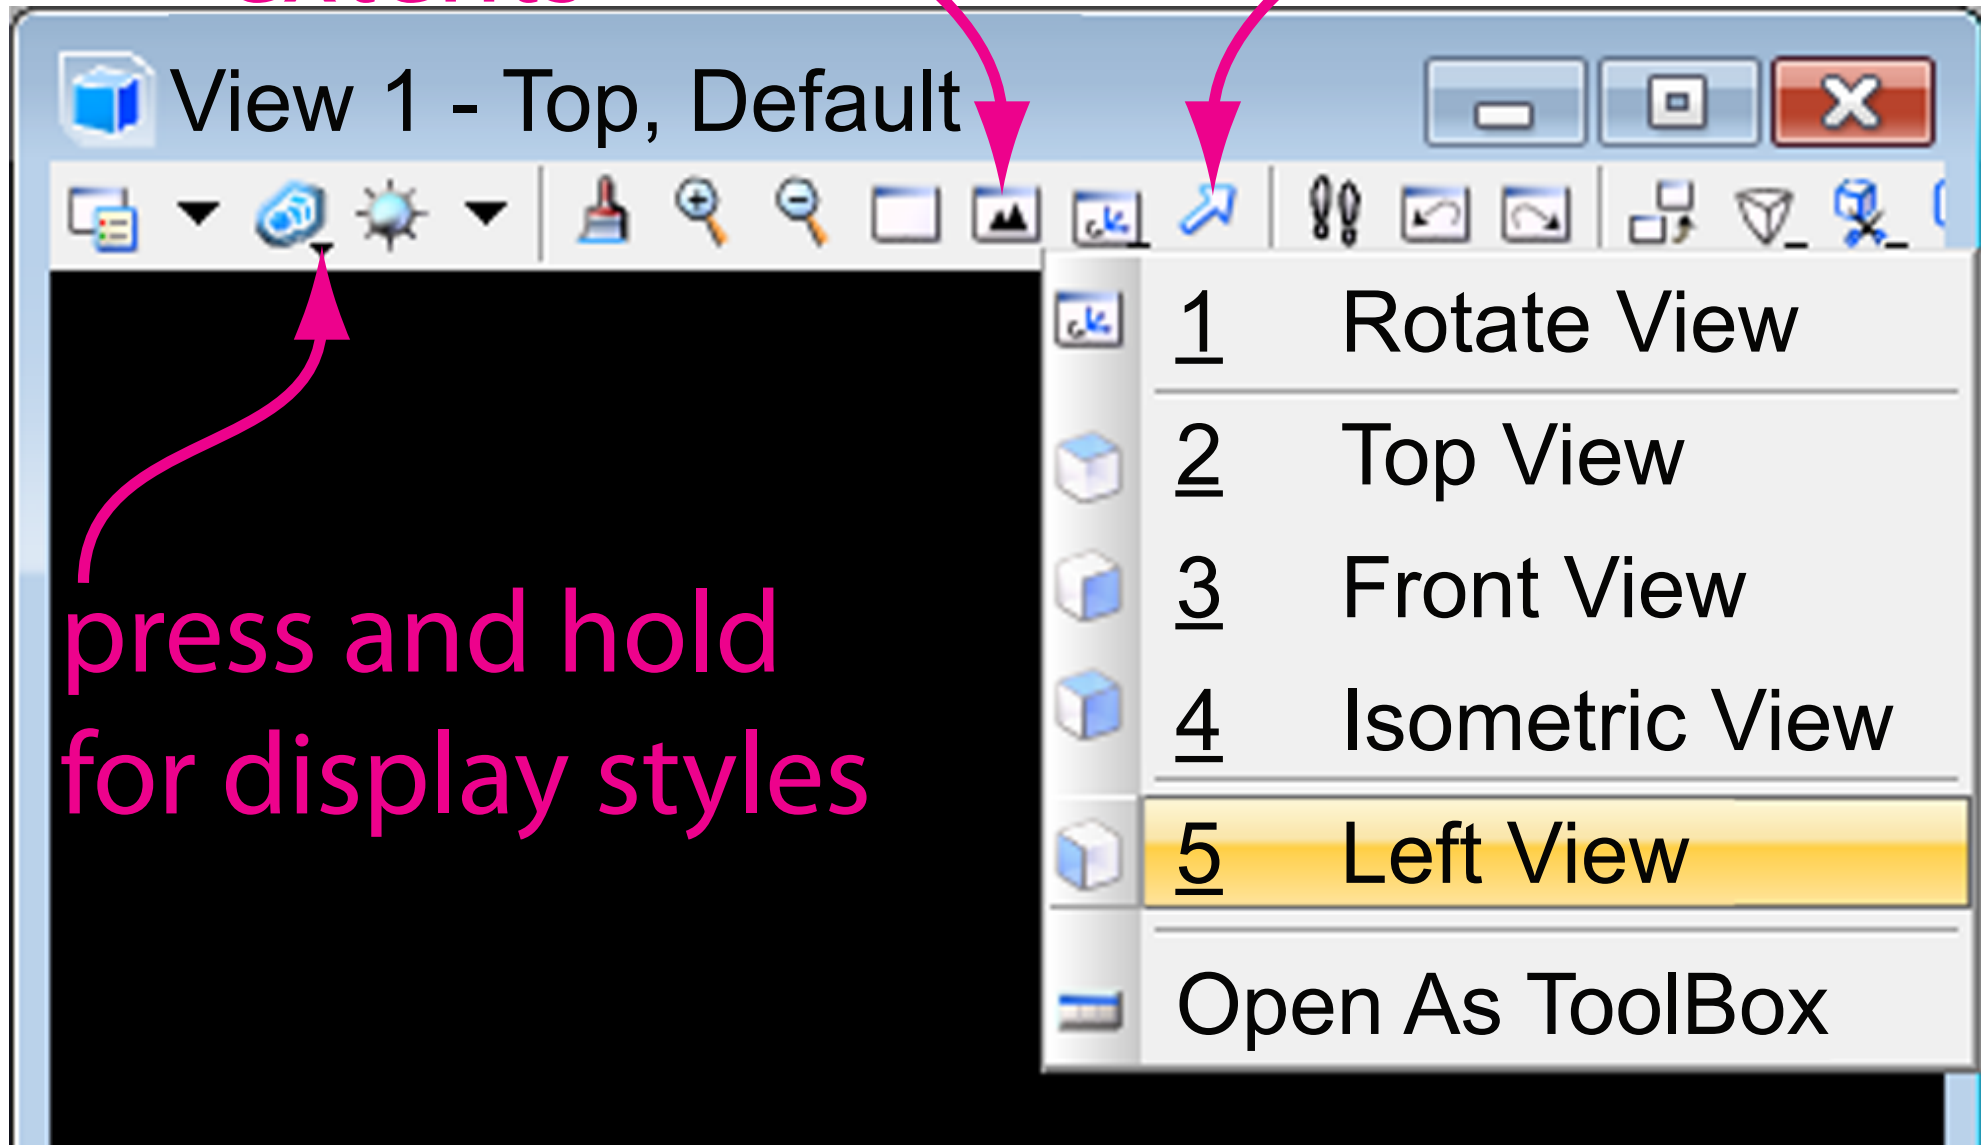 extents
View 1 - Top, Default
1 Rotate View
2 Top View
3 Front View
4 Isometric View
5 Left View
Open As ToolBox
press and hold
for display styles